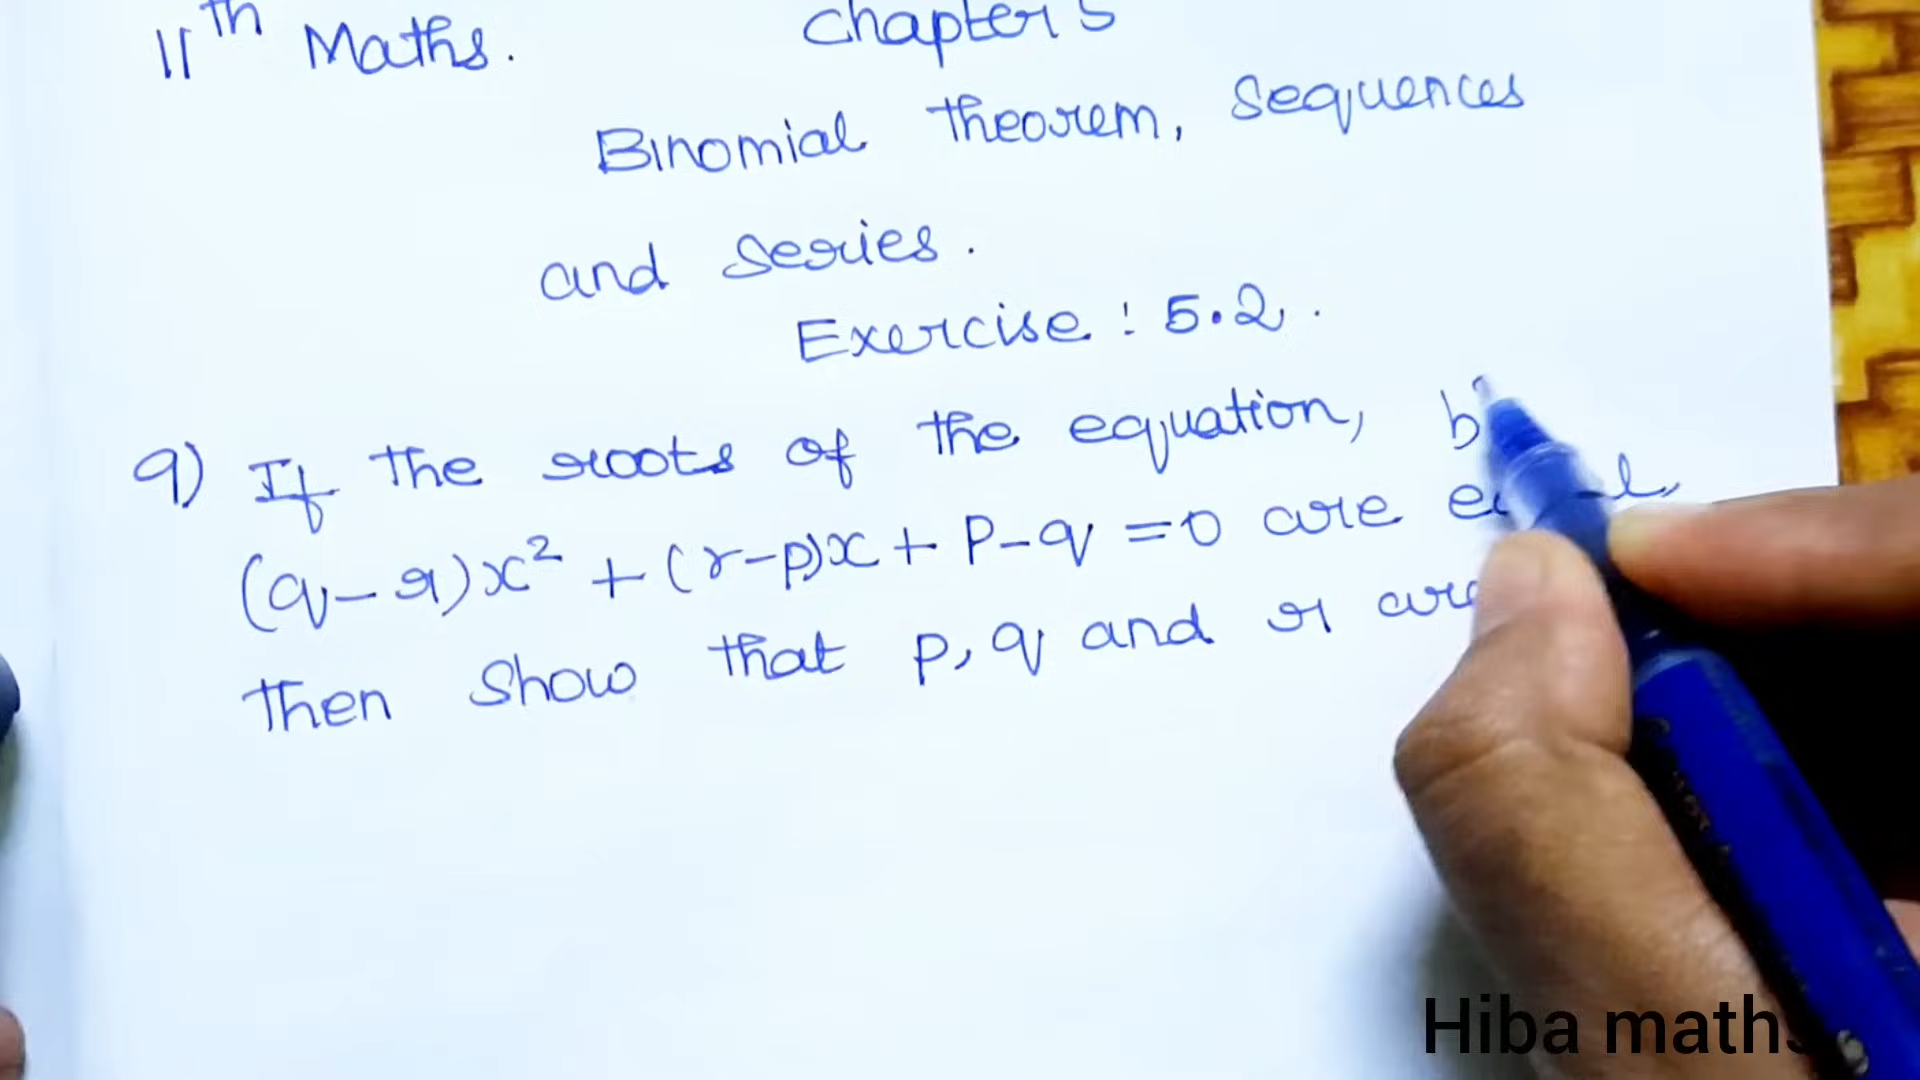 11th Maths. Chapter 5
Binomial theorem, sequences
and series.
Exercise : 5.2.
9) If the roots of the equation, b
(q-r)x² + (r-p)x + p-q = 0 are
then show that p, q and r are
Hiba maths